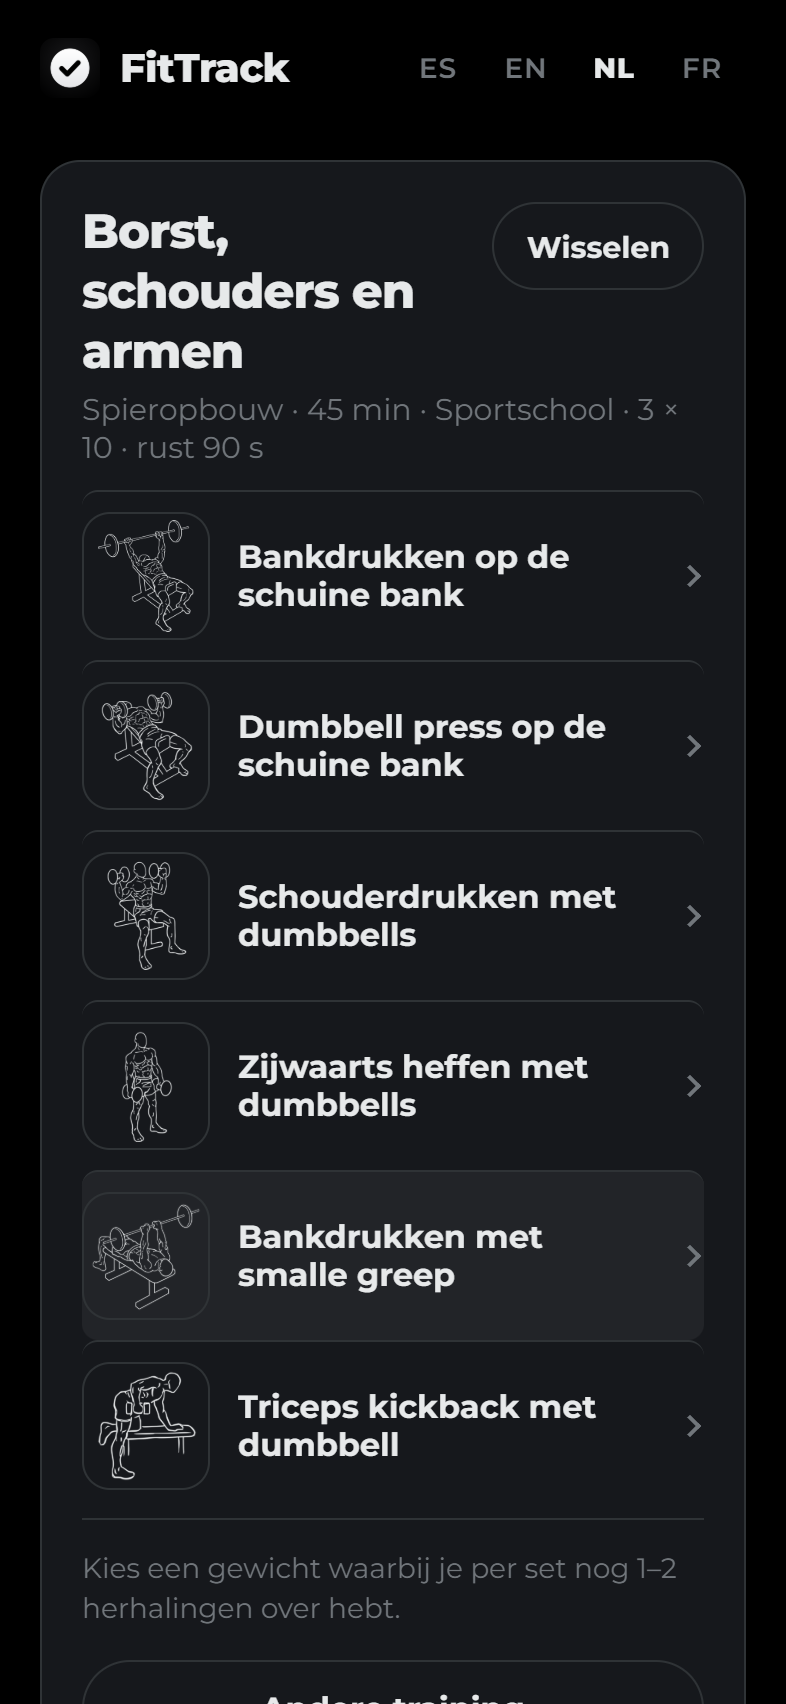 FitTrack
ES EN NL FR
Borst,
schouders en
armen
Wisselen
Spieropbouw · 45 min · Sportschool · 3 ×
10 · rust 90 s
Bankdrukken op de
schuine bank
Dumbbell press op de
schuine bank
Schouderdrukken met
dumbbells
Zijwaarts heffen met
dumbbells
Bankdrukken met
smalle greep
Triceps kickback met
dumbbell
Kies een gewicht waarbij je per set nog 1–2
herhalingen over hebt.
Andere training